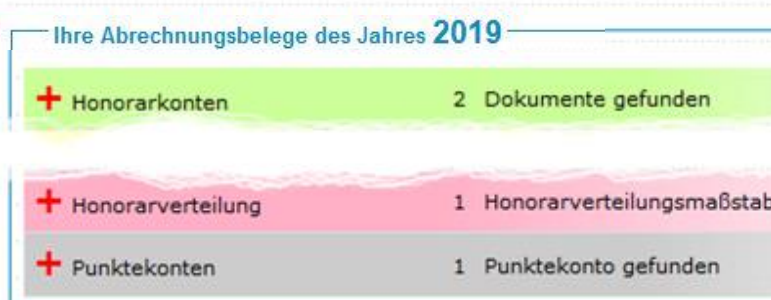 Ihre Abrechnungsbelege des Jahres 2019
Honorarkonten 2 Dokumente gefunden
Honorarverteilung 1 Honorarverteilungsmaßstab
Punktekonten 1 Punktekonto gefunden